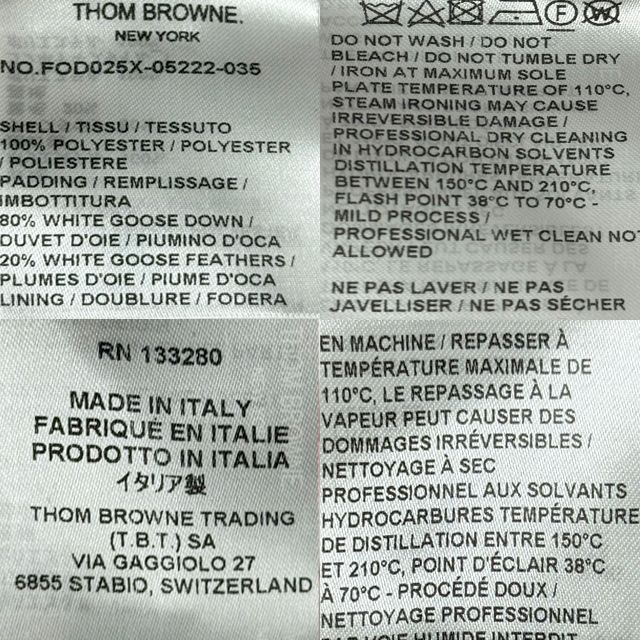 THOM BROWNE.
NEW YORK
NO.FOD025X-05222-035
SHELL / TISSU / TESSUTO
100% POLYESTER / POLYESTER
/ POLIESTERE
PADDING / REMPLISSAGE /
IMBOTTITURA
80% WHITE GOOSE DOWN /
DUVET D'OIE / PIUMINO D'OCA
20% WHITE GOOSE FEATHERS /
PLUMES D'OIE / PIUME D'OCA
LINING / DOUBLURE / FODERA
DO NOT WASH / DO NOT
BLEACH / DO NOT TUMBLE DRY
/ IRON AT MAXIMUM SOLE
PLATE TEMPERATURE OF 110°C,
STEAM IRONING MAY CAUSE
IRREVERSIBLE DAMAGE /
PROFESSIONAL DRY CLEANING
IN HYDROCARBON SOLVENTS
DISTILLATION TEMPERATURE
BETWEEN 150°C AND 210°C,
FLASH POINT 38°C TO 70°C -
MILD PROCESS /
PROFESSIONAL WET CLEAN NOT
ALLOWED
NE PAS LAVER / NE PAS
JAVELLISER / NE PAS SÉCHER
RN 133280
MADE IN ITALY
FABRIQUÉ EN ITALIE
PRODOTTO IN ITALIA
イタリア製
THOM BROWNE TRADING
(T.B.T.) SA
VIA GAGGIOLO 27
6855 STABIO, SWITZERLAND
EN MACHINE / REPASSER À
TEMPÉRATURE MAXIMALE DE
110°C, LE REPASSAGE À LA
VAPEUR PEUT CAUSER DES
DOMMAGES IRRÉVERSIBLES /
NETTOYAGE À SEC
PROFESSIONNEL AUX SOLVANTS
HYDROCARBURES TEMPÉRATURE
DE DISTILLATION ENTRE 150°C
ET 210°C, POINT D'ÉCLAIR 38°C
À 70°C - PROCÉDÉ DOUX /
NETTOYAGE PROFESSIONNEL
PAR VOIE HUMIDE INTERDIT